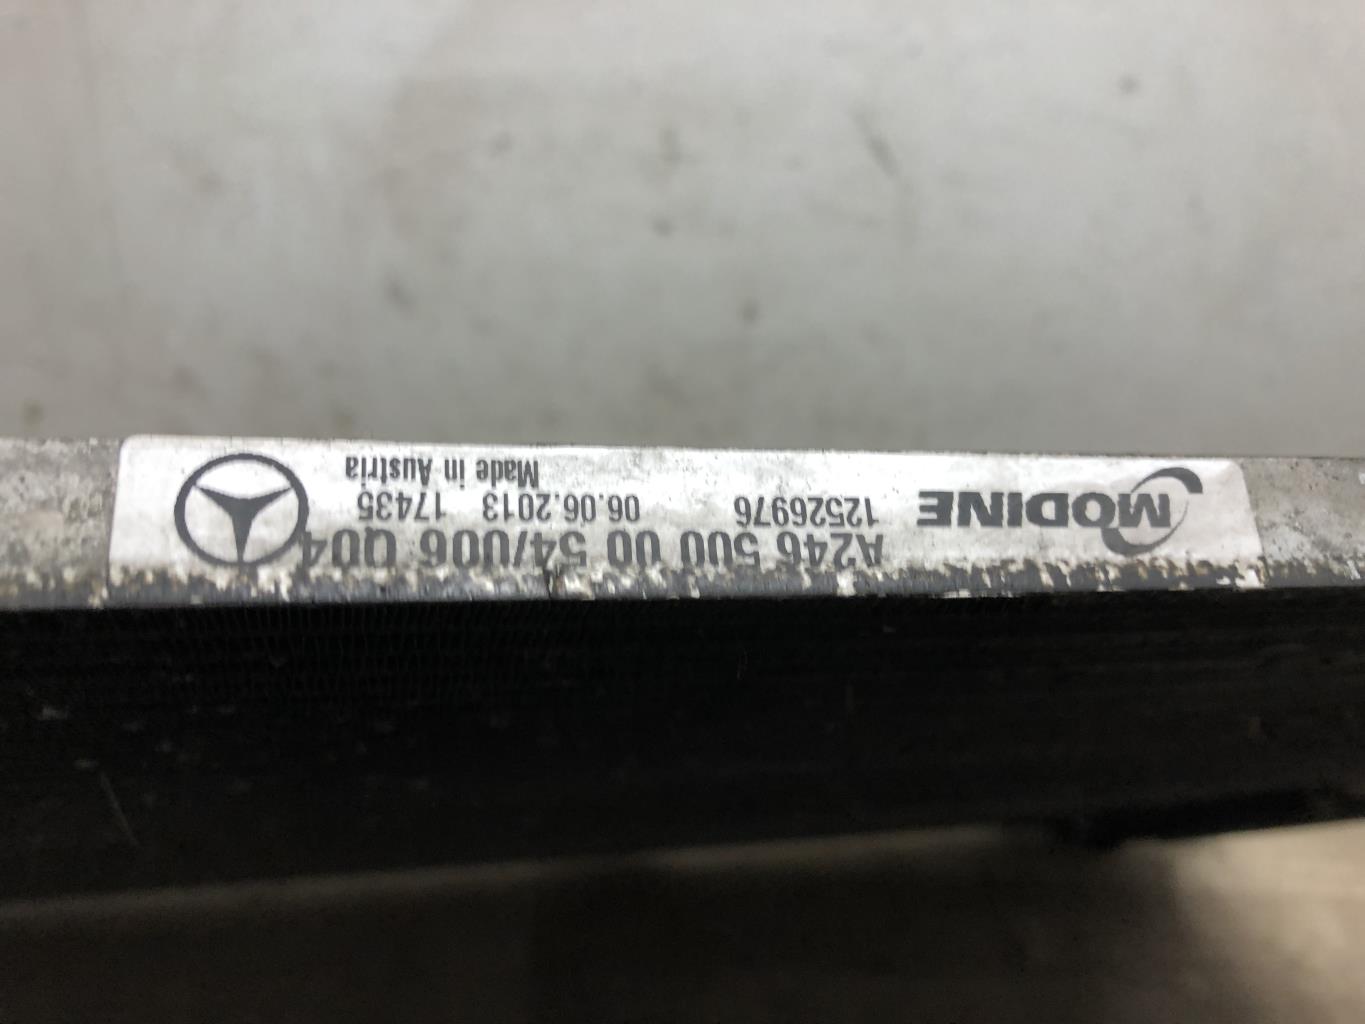 A246 500 00 54/006 Q04
MODINE 12526976 06.06.2013 17435
Made in Austria